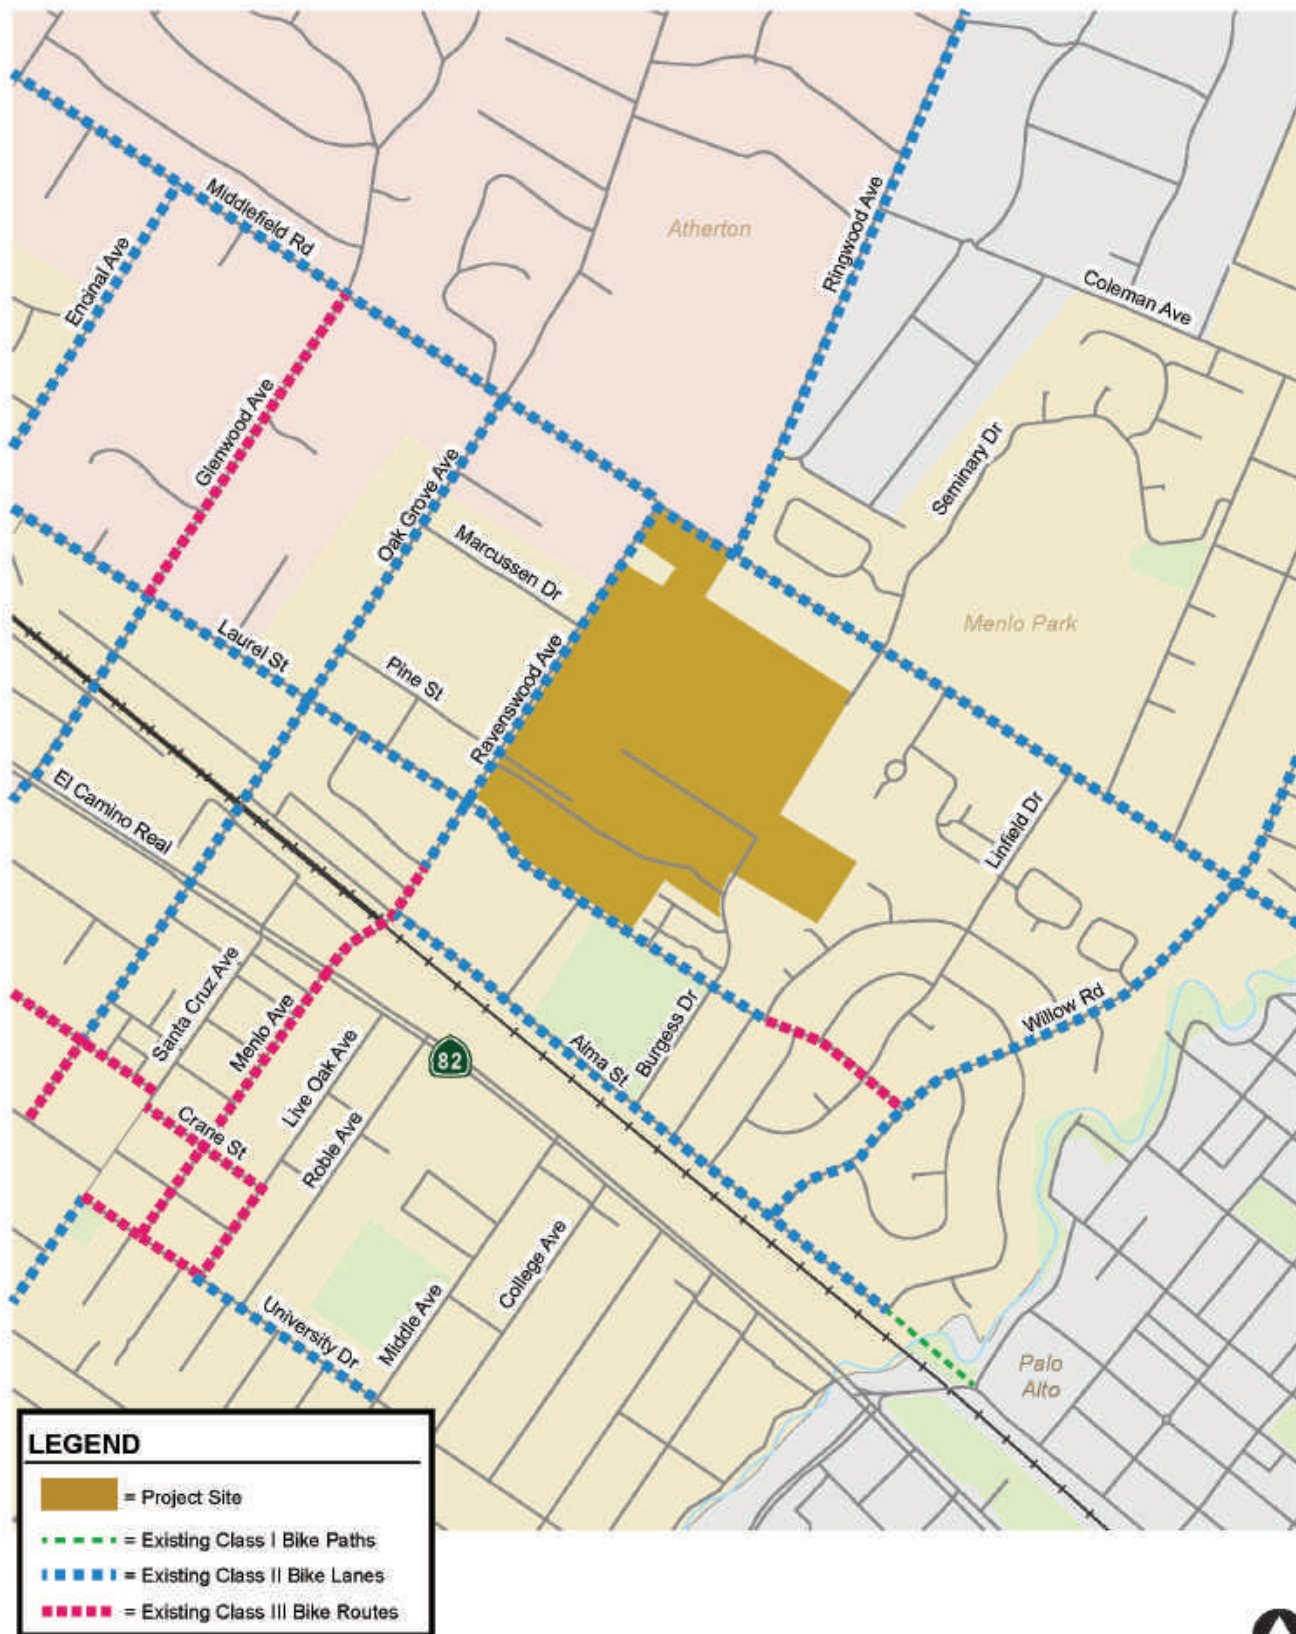 Middlefield Rd
Atherton
Ringwood Ave
Encinal Ave
Coleman Ave
Glenwood Ave
Oak Grove Ave
Seminary Dr
Marcussen Dr
Menlo Park
Laurel St
Pine St
Ravenswood Ave
El Camino Real
Linfield Dr
Santa Cruz Ave
Menlo Ave
Willow Rd
Live Oak Ave
82
Alma St
Burgess Dr
Crane St
Roble Ave
College Ave
University Dr
Middle Ave
Palo
Alto
LEGEND
= Project Site
= Existing Class I Bike Paths
= Existing Class II Bike Lanes
= Existing Class III Bike Routes